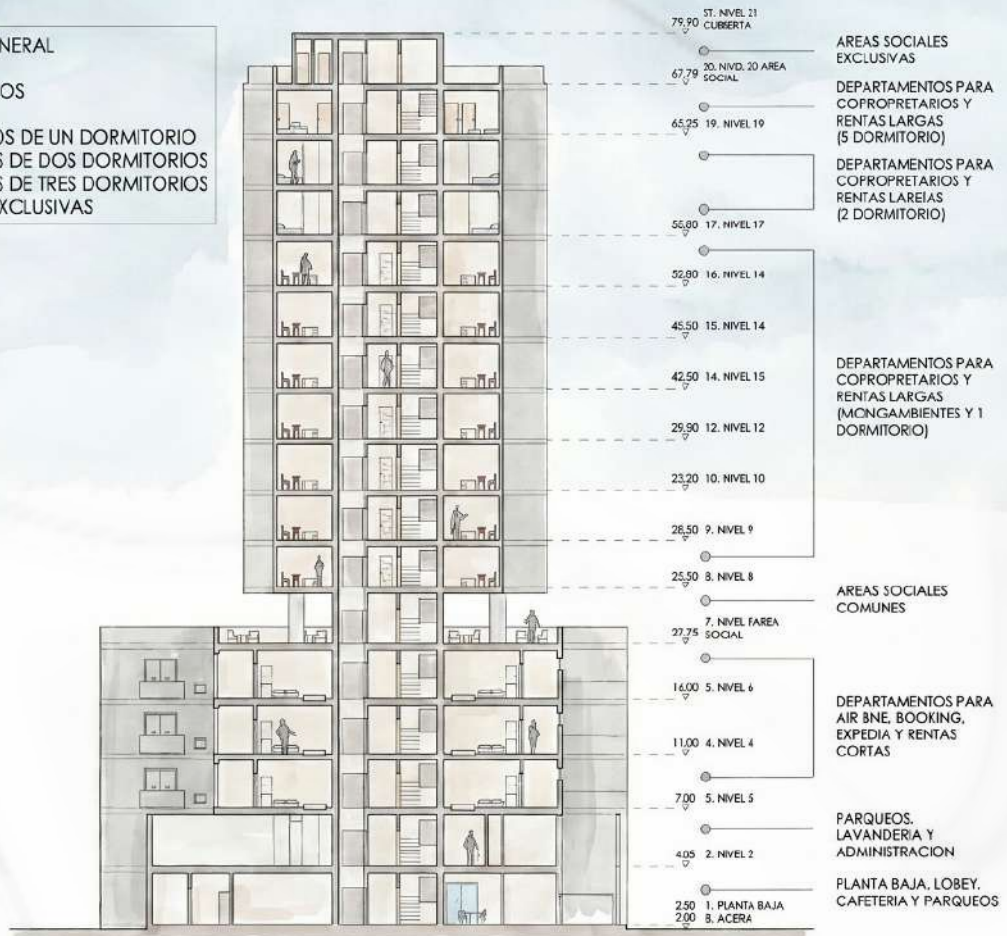 NERAL
OS
OS DE UN DORMITORIO
S DE DOS DORMITORIOS
S DE TRES DORMITORIOS
XCLUSIVAS
79.90 ST. NIVEL 21
CUBIERTA
67.79 20. NIVD. 20 AREA
SOCIAL
65.25 19. NIVEL 19
56.80 17. NIVEL 17
52.80 16. NIVEL 14
45.50 15. NIVEL 14
42.50 14. NIVEL 15
29.90 12. NIVEL 12
23.20 10. NIVEL 10
28.50 9. NIVEL 9
25.50 8. NIVEL 8
7. NIVEL FAREA
27.75 SOCIAL
16.00 5. NIVEL 6
11.00 4. NIVEL 4
7.00 5. NIVEL 5
4.05 2. NIVEL 2
2.50 1. PLANTA BAJA
2.00 B. ACERA
AREAS SOCIALES
EXCLUSIVAS
DEPARTAMENTOS PARA
COPROPRETARIOS Y
RENTAS LARGAS
(5 DORMITORIO)
DEPARTAMENTOS PARA
COPROPRETARIOS Y
RENTAS LAREIAS
(2 DORMITORIO)
DEPARTAMENTOS PARA
COPROPRETARIOS Y
RENTAS LARGAS
(MONGAMBIENTES Y 1
DORMITORIO)
AREAS SOCIALES
COMUNES
DEPARTAMENTOS PARA
AIR BNE, BOOKING,
EXPEDIA Y RENTAS
CORTAS
PARQUEOS.
LAVANDERIA Y
ADMINISTRACION
PLANTA BAJA, LOBEY.
CAFETERIA Y PARQUEOS